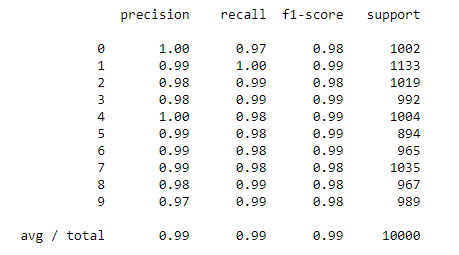 precision recall f1-score support
0 1.00 0.97 0.98 1002
1 0.99 1.00 0.99 1133
2 0.98 0.99 0.98 1019
3 0.98 0.99 0.99 992
4 1.00 0.98 0.99 1004
5 0.99 0.98 0.99 894
6 0.99 0.98 0.99 965
7 0.99 0.98 0.98 1035
8 0.98 0.99 0.98 967
9 0.97 0.99 0.98 989
avg / total 0.99 0.99 0.99 10000